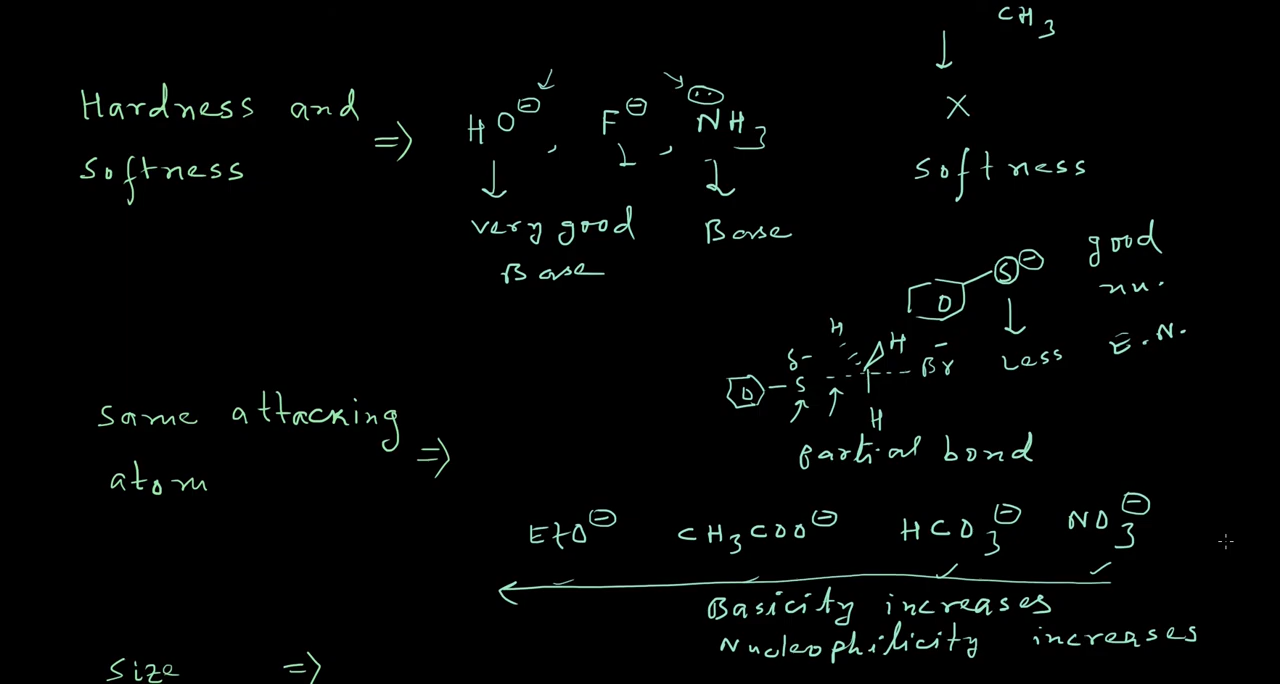 CH3
Hardness and
softness
⇒ HO⊖ , F⊖ , N̈H3
very good
Base
Base
X
softness
S⊖
good
nu.
Less
E.N.
H
H
δ-
S
Br
-
H
partial bond
same attacking
atom
⇒
EtO⊖ CH3COO⊖ HCO3⊖ NO3⊖
Basicity increases
Nucleophilicity increases
Size ⇒